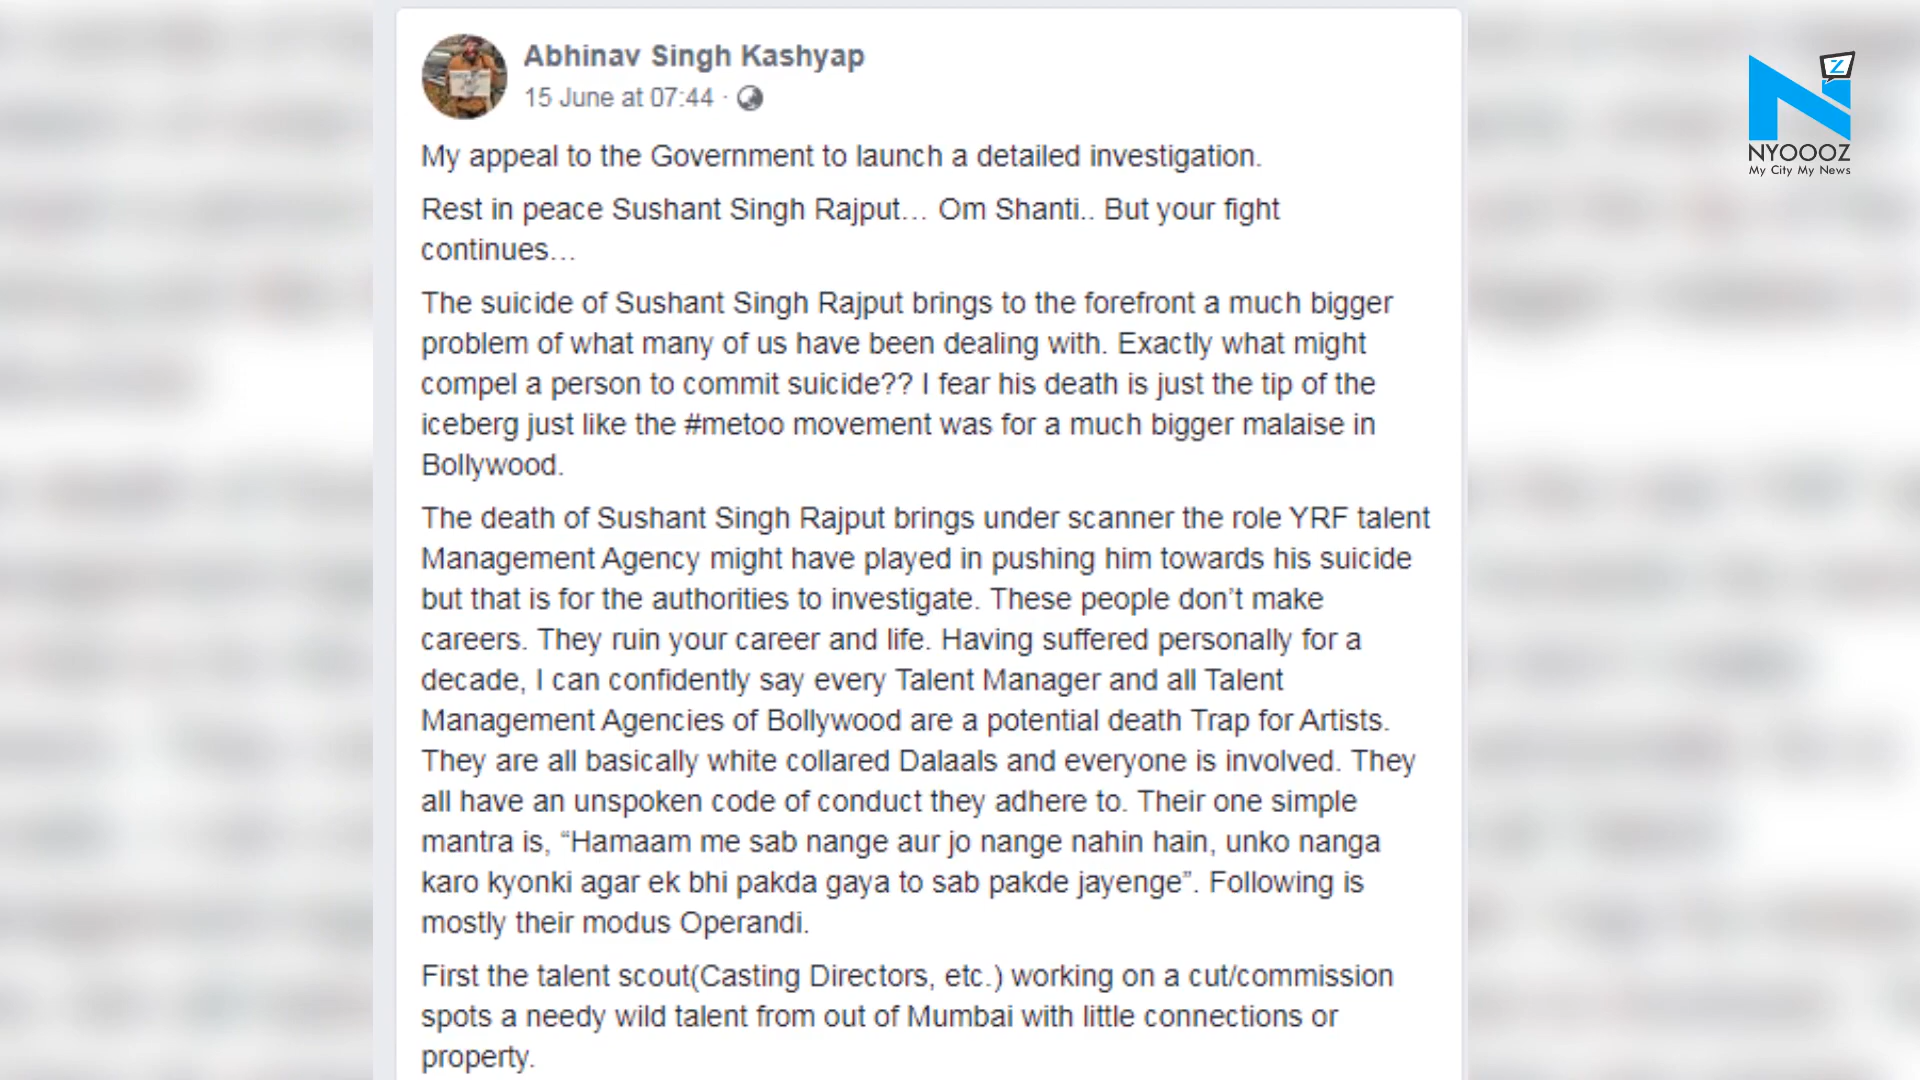 Abhinav Singh Kashyap
15 June at 07:44 ·
My appeal to the Government to launch a detailed investigation.
Rest in peace Sushant Singh Rajput… Om Shanti.. But your fight
continues…
The suicide of Sushant Singh Rajput brings to the forefront a much bigger
problem of what many of us have been dealing with. Exactly what might
compel a person to commit suicide?? I fear his death is just the tip of the
iceberg just like the #metoo movement was for a much bigger malaise in
Bollywood.
The death of Sushant Singh Rajput brings under scanner the role YRF talent
Management Agency might have played in pushing him towards his suicide
but that is for the authorities to investigate. These people don’t make
careers. They ruin your career and life. Having suffered personally for a
decade, I can confidently say every Talent Manager and all Talent
Management Agencies of Bollywood are a potential death Trap for Artists.
They are all basically white collared Dalaals and everyone is involved. They
all have an unspoken code of conduct they adhere to. Their one simple
mantra is, “Hamaam me sab nange aur jo nange nahin hain, unko nanga
karo kyonki agar ek bhi pakda gaya to sab pakde jayenge”. Following is
mostly their modus Operandi.
First the talent scout(Casting Directors, etc.) working on a cut/commission
spots a needy wild talent from out of Mumbai with little connections or
property.
Z
NYOOOZ
My City My News